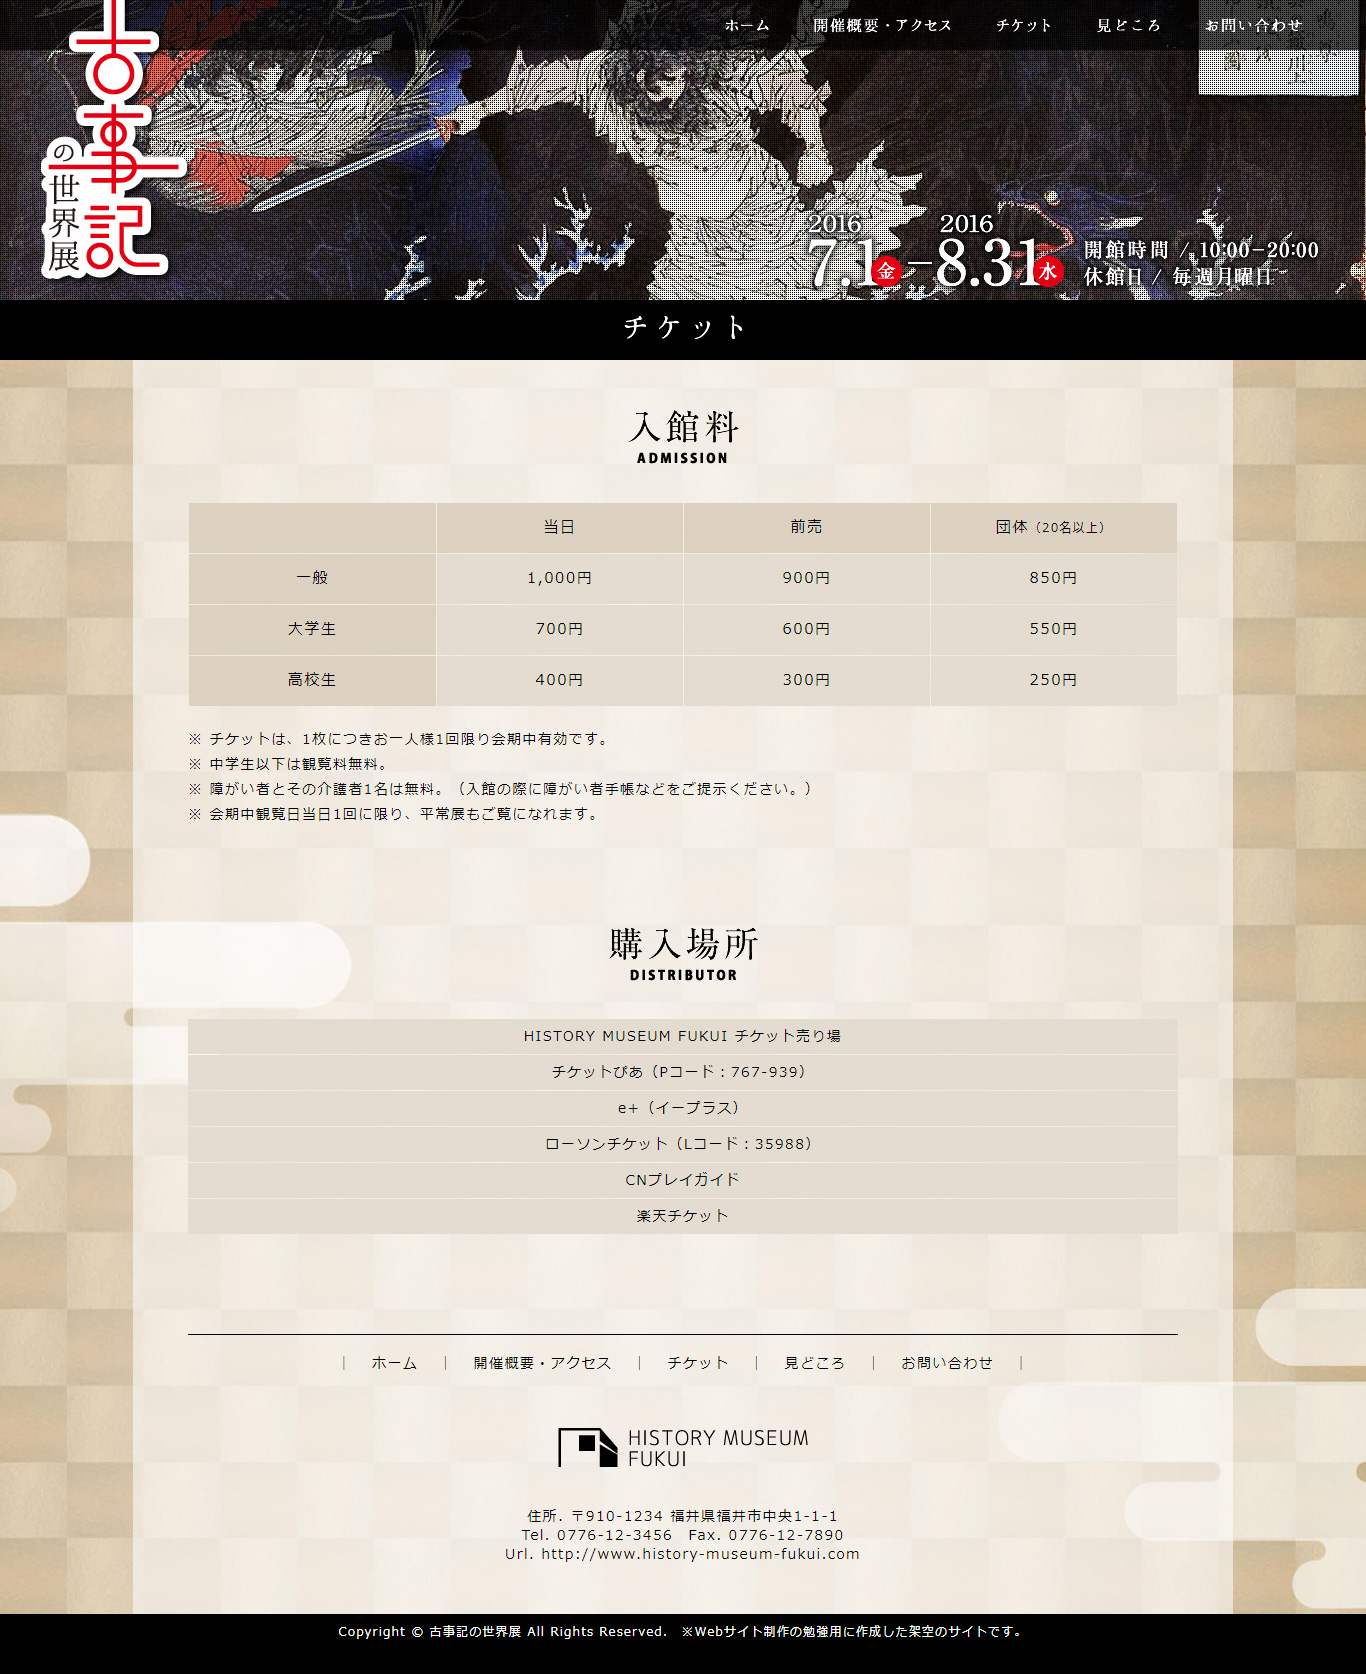 ホーム 開催概要・アクセス チケット 見どころ お問い合わせ
古事記
の世界展
2016 2016
7.1金－8.31水
開館時間 / 10:00−20:00
休館日 / 毎週月曜日
チケット
入館料
ADMISSION
当日 前売 団体（20名以上）
一般 1,000円 900円 850円
大学生 700円 600円 550円
高校生 400円 300円 250円
※ チケットは、1枚につきお一人様1回限り会期中有効です。
※ 中学生以下は観覧料無料。
※ 障がい者とその介護者1名は無料。（入館の際に障がい者手帳などをご提示ください。）
※ 会期中観覧日当日1回に限り、平常展もご覧になれます。
購入場所
DISTRIBUTOR
HISTORY MUSEUM FUKUI チケット売り場
チケットぴあ（Pコード：767-939）
e+（イープラス）
ローソンチケット（Lコード：35988）
CNプレイガイド
楽天チケット
｜ ホーム ｜ 開催概要・アクセス ｜ チケット ｜ 見どころ ｜ お問い合わせ ｜
HISTORY MUSEUM
FUKUI
住所. 〒910-1234 福井県福井市中央1-1-1
Tel. 0776-12-3456 Fax. 0776-12-7890
Url. http://www.history-museum-fukui.com
Copyright © 古事記の世界展 All Rights Reserved. ※Webサイト制作の勉強用に作成した架空のサイトです。